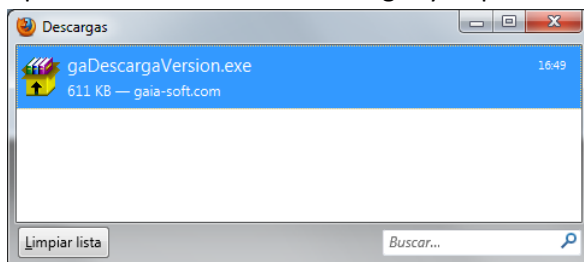 Descargas
gaDescargaVersion.exe 16:49
611 KB — gaia-soft.com
Limpiar lista Buscar...